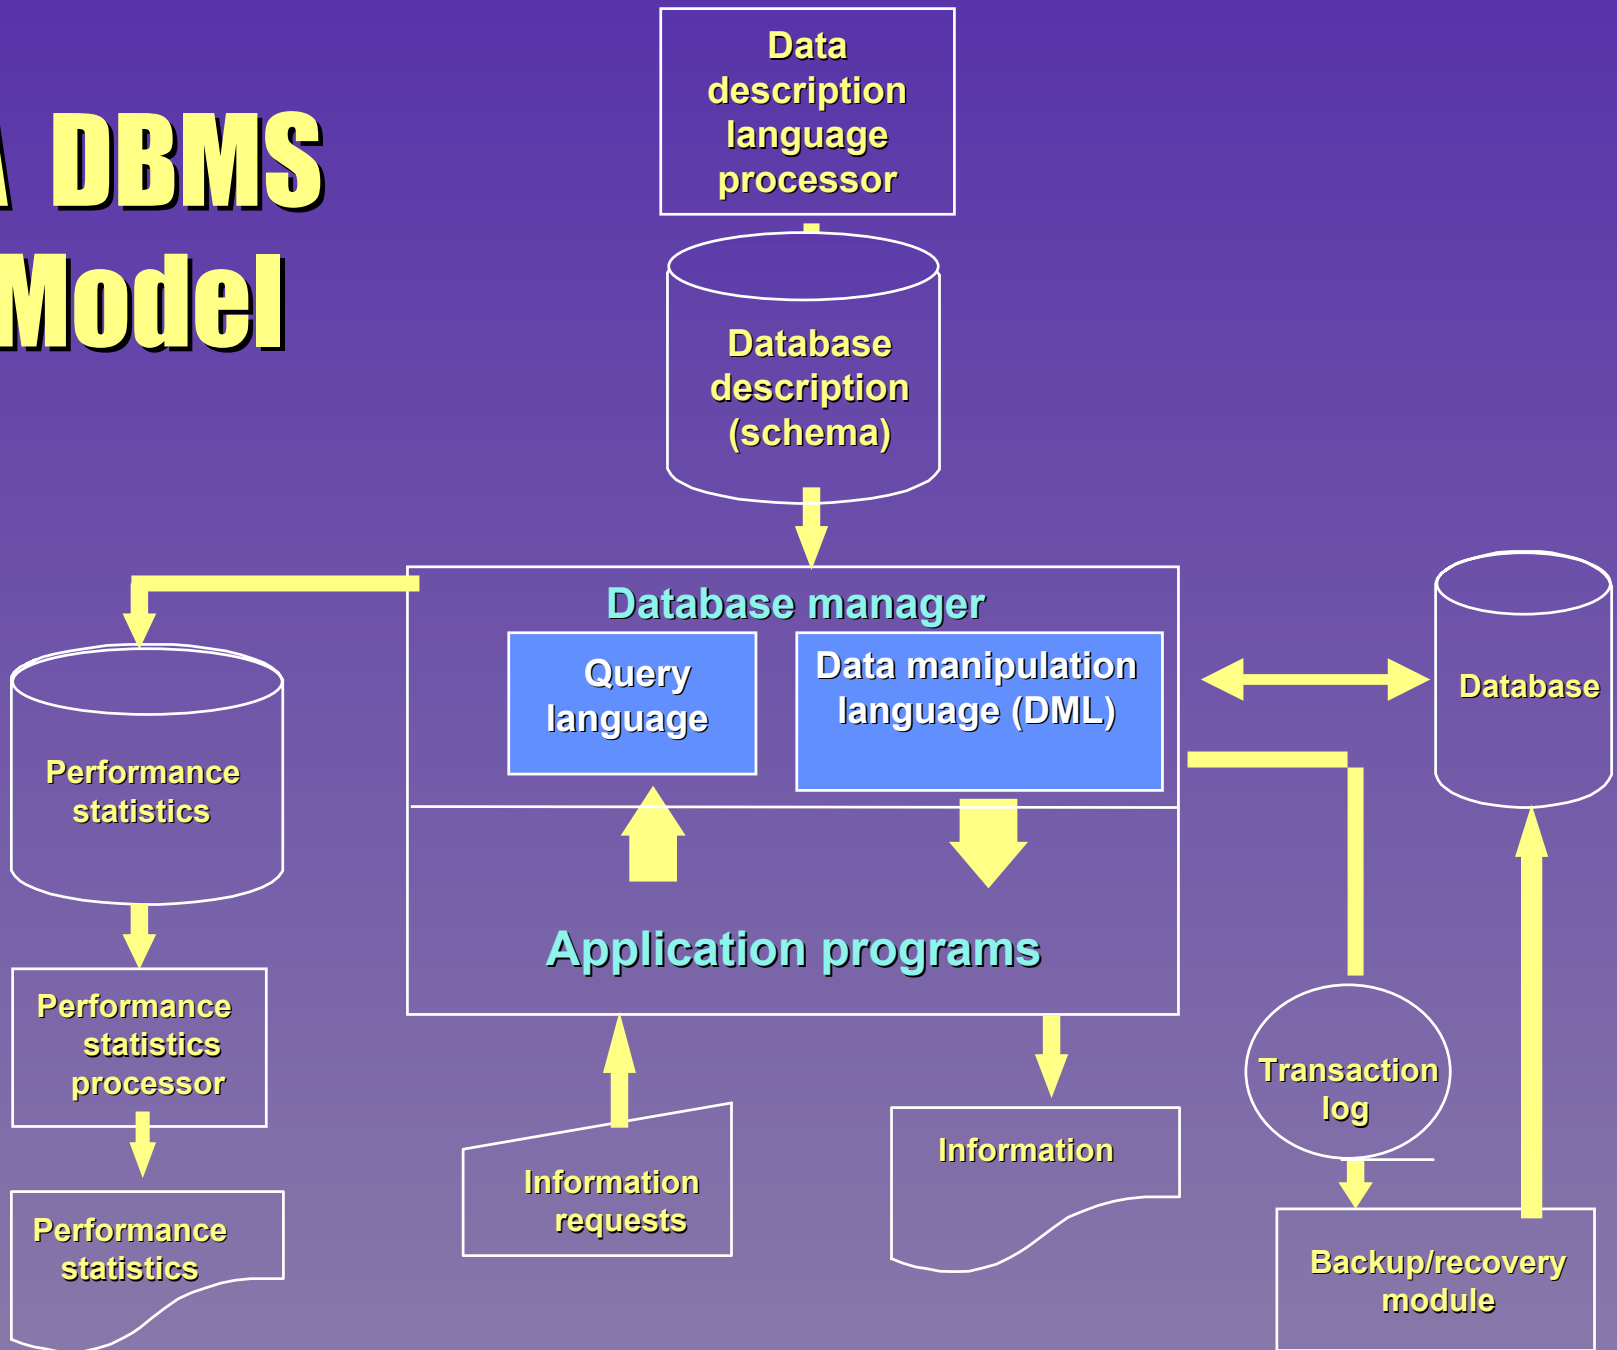 A DBMS
Model
Data
description
language
processor
Database
description
(schema)
Database manager
Query
language
Data manipulation
language (DML)
Database
Performance
statistics
Application programs
Performance
statistics
processor
Transaction
log
Information
requests
Information
Performance
statistics
Backup/recovery
module